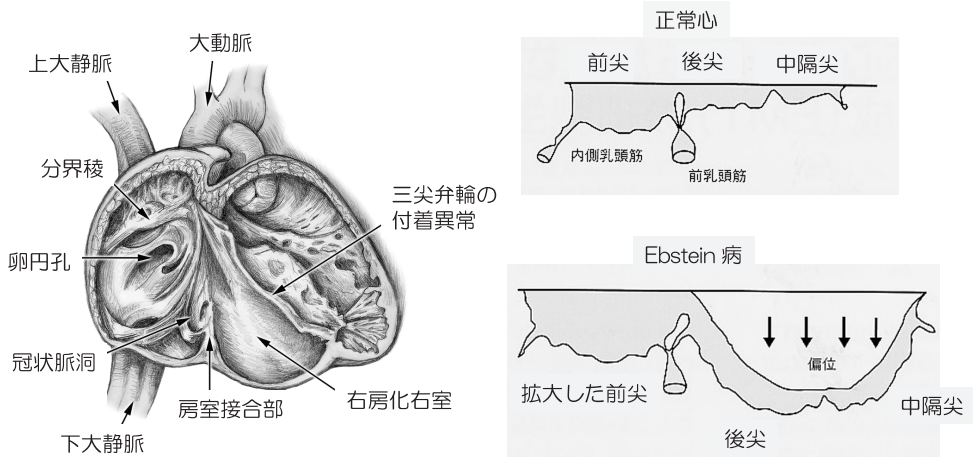 大動脈
上大静脈
分界稜
三尖弁輪の
付着異常
卵円孔
冠状脈洞
房室接合部
右房化右室
下大静脈
正常心
前尖
後尖
中隔尖
内側乳頭筋
前乳頭筋
Ebstein 病
偏位
拡大した前尖
中隔尖
後尖